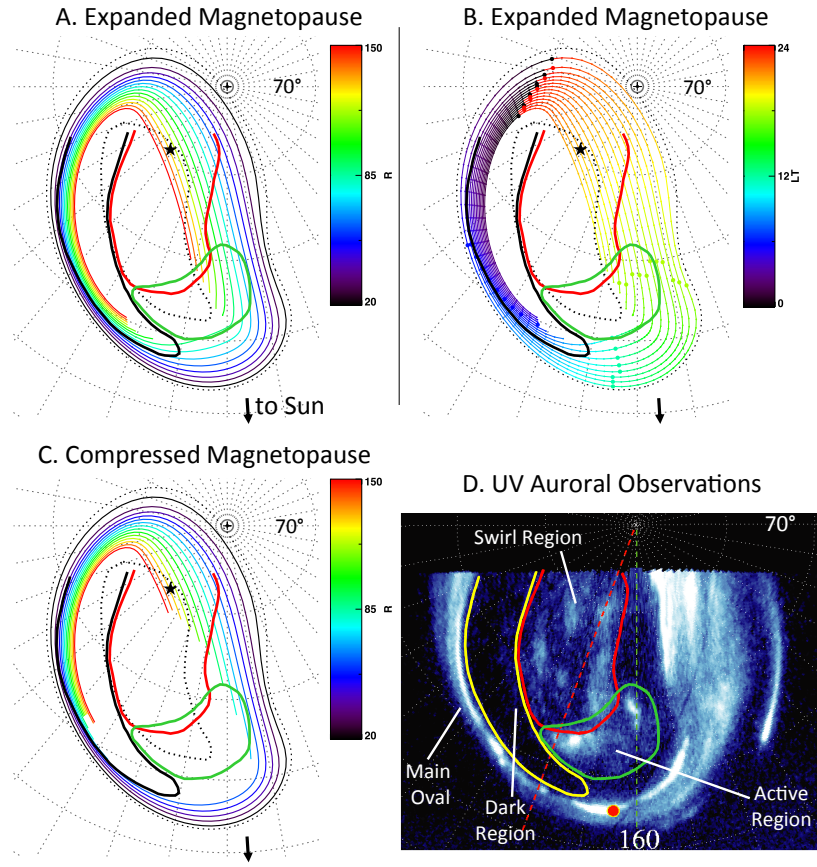 A. Expanded Magnetopause
150
70°
85
R
20
to Sun
B. Expanded Magnetopause
24
70°
12
LT
0
C. Compressed Magnetopause
150
70°
85
R
20
D. UV Auroral Observations
70°
Swirl Region
Main
Oval
Dark
Region
Active
Region
160